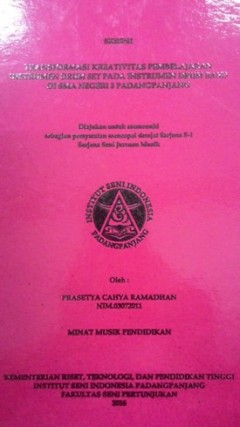 SKRIPSI
TRANSFORMASI KREATIVITAS PEMBELAJARAN
INSTRUMEN DRUM SET PADA INSTRUMEN DRUM BAND
DI SMA NEGERI 3 PADANGPANJANG
Diajukan untuk memenuhi
sebagian persyaratan mencapai derajat Sarjana S-1
Sarjana Seni Jurusan Musik
INSTITUT SENI INDONESIA
PADANGPANJANG
Oleh :
PRASETYA CAHYA RAMADHAN
MINAT MUSIK PENDIDIKAN
KEMENTERIAN RISET, TEKNOLOGI, DAN PENDIDIKAN TINGGI
INSTITUT SENI INDONESIA PADANGPANJANG
FAKULTAS SENI PERTUNJUKAN
2016